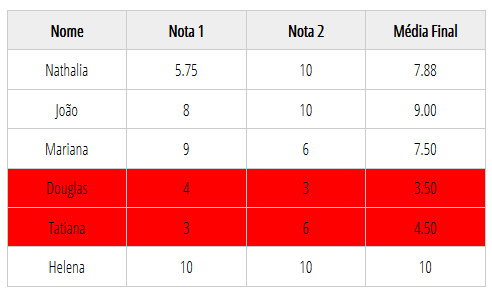 Nome Nota 1 Nota 2 Média Final
Nathalia 5.75 10 7.88
João 8 10 9.00
Mariana 9 6 7.50
Douglas 4 3 3.50
Tatiana 3 6 4.50
Helena 10 10 10